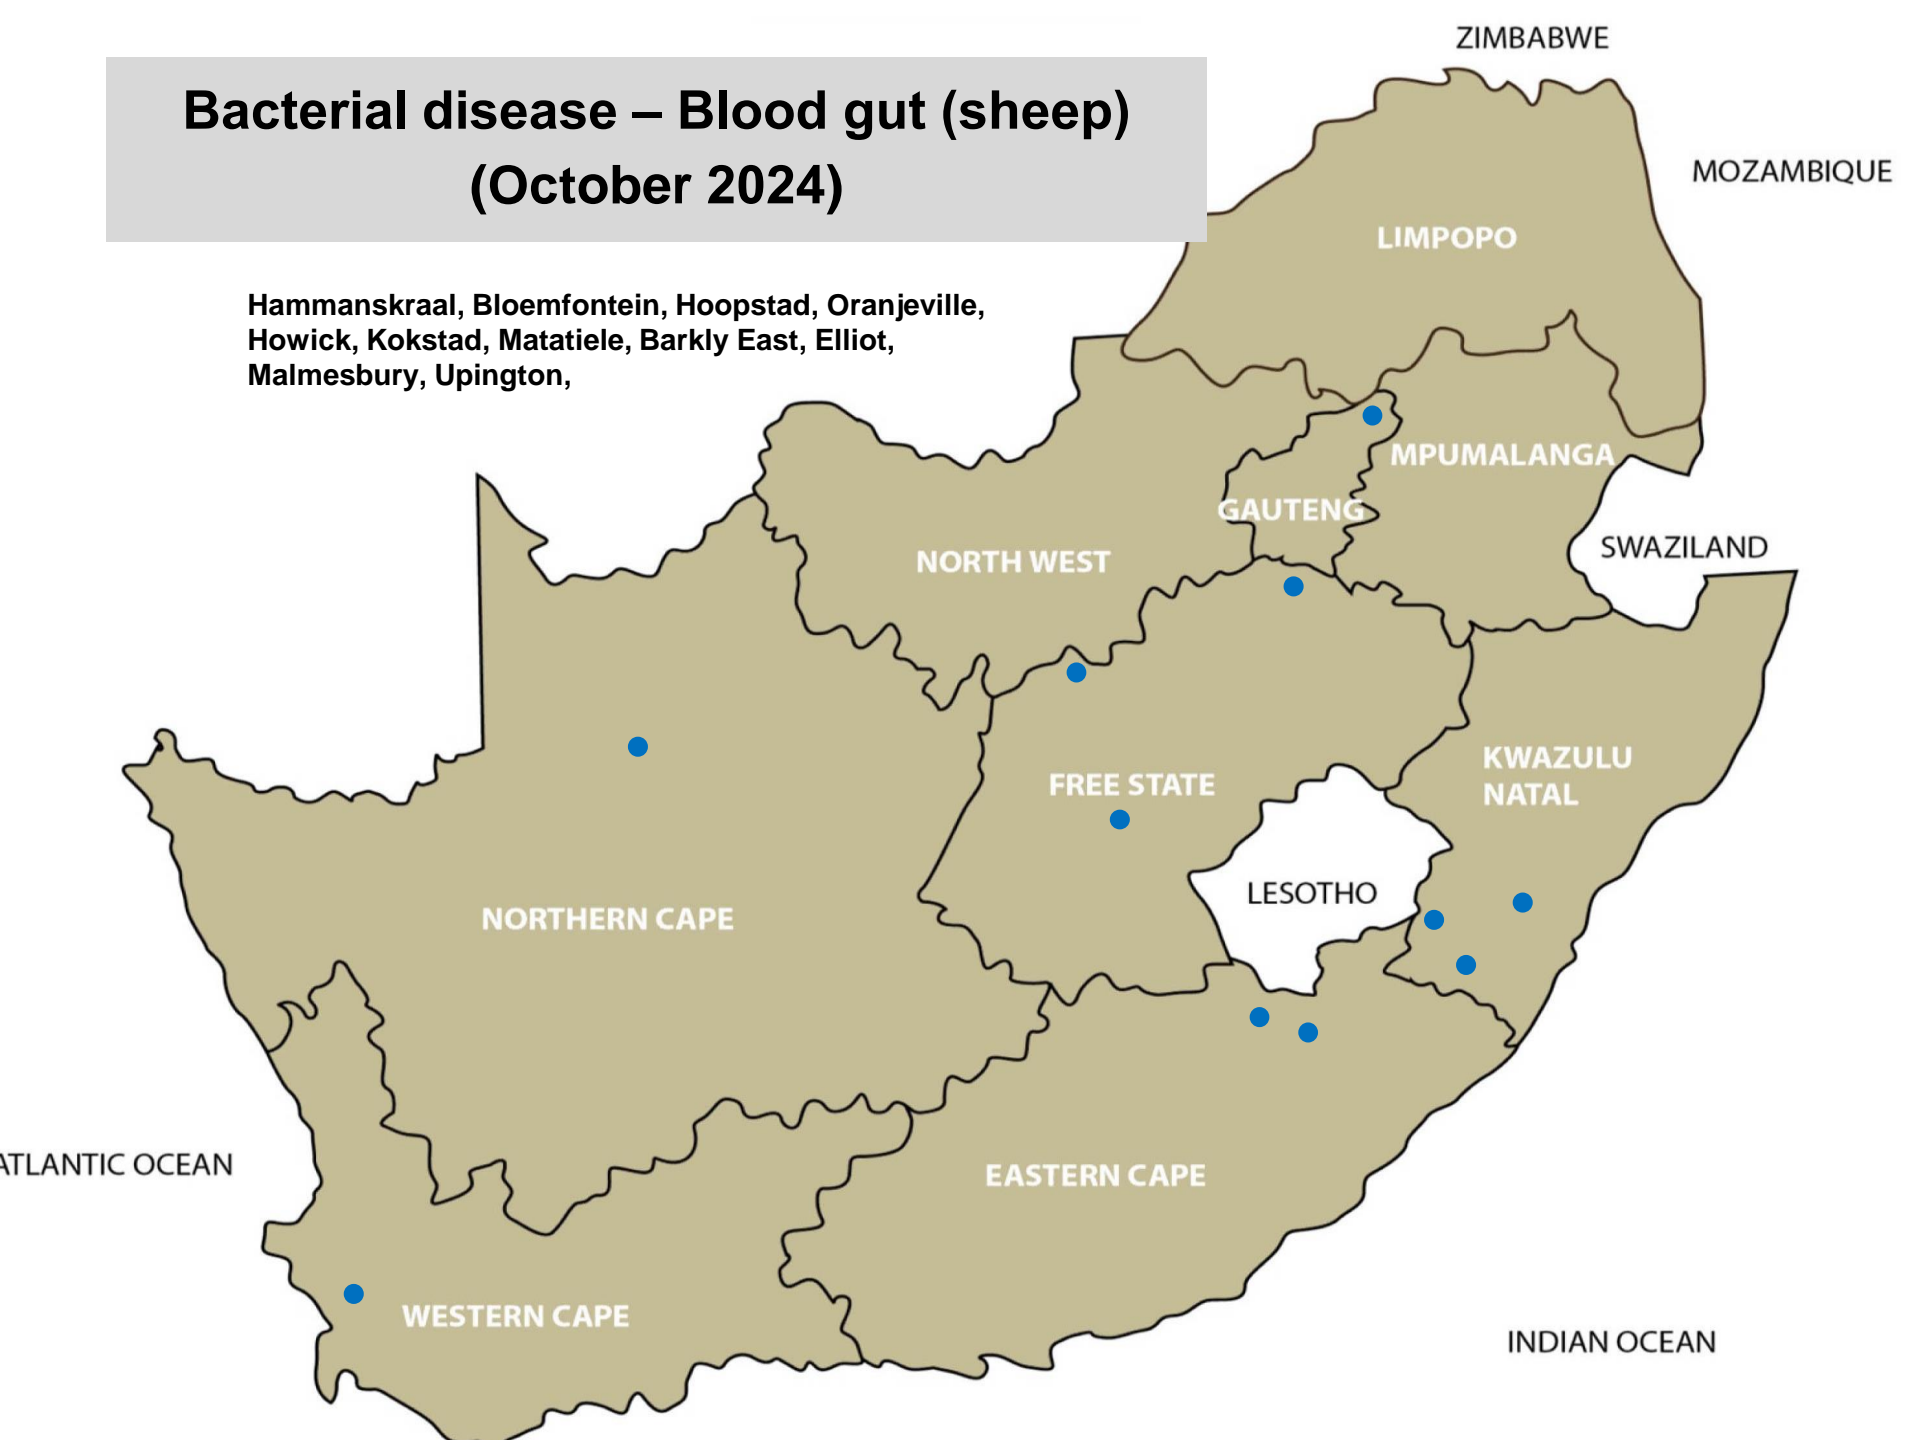 ZIMBABWE
Bacterial disease – Blood gut (sheep)
(October 2024)
MOZAMBIQUE
LIMPOPO
Hammanskraal, Bloemfontein, Hoopstad, Oranjeville,
Howick, Kokstad, Matatiele, Barkly East, Elliot,
Malmesbury, Upington,
MPUMALANGA
GAUTENG
SWAZILAND
NORTH WEST
KWAZULU
NATAL
FREE STATE
LESOTHO
NORTHERN CAPE
ATLANTIC OCEAN
EASTERN CAPE
WESTERN CAPE
INDIAN OCEAN